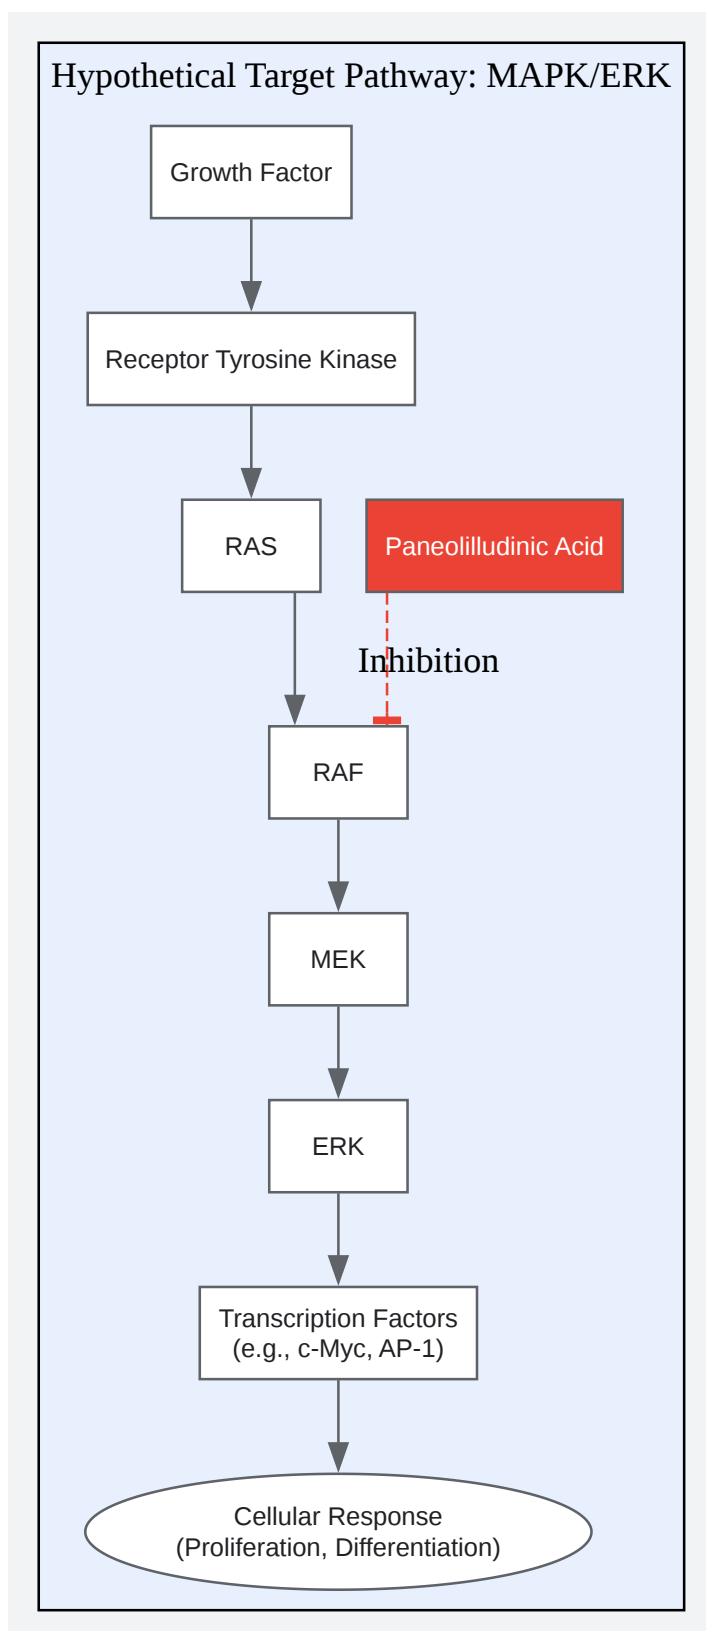 Hypothetical Target Pathway: MAPK/ERK
Growth Factor
Receptor Tyrosine Kinase
RAS
Paneolilludinic Acid
Inhibition
RAF
MEK
ERK
Transcription Factors
(e.g., c-Myc, AP-1)
Cellular Response
(Proliferation, Differentiation)